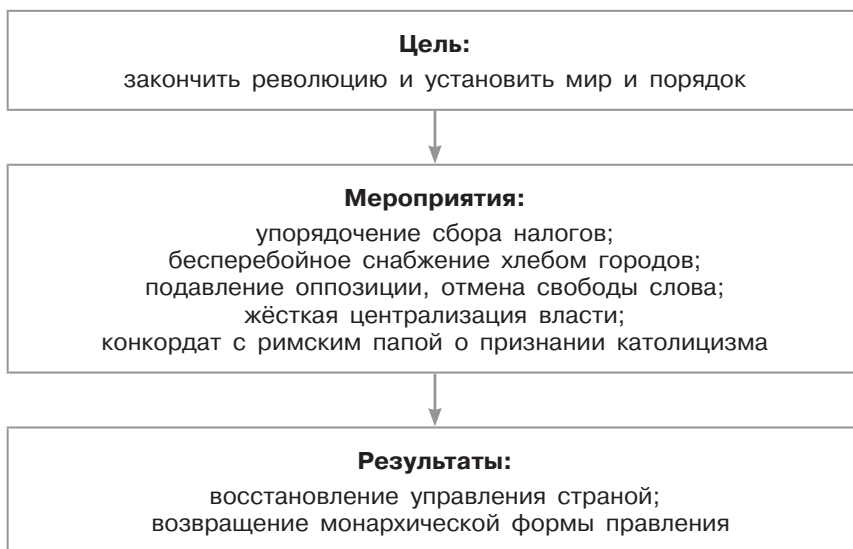 Цель:
закончить революцию и установить мир и порядок
Мероприятия:
упорядочение сбора налогов;
бесперебойное снабжение хлебом городов;
подавление оппозиции, отмена свободы слова;
жёсткая централизация власти;
конкордат с римским папой о признании католицизма
Результаты:
восстановление управления страной;
возвращение монархической формы правления